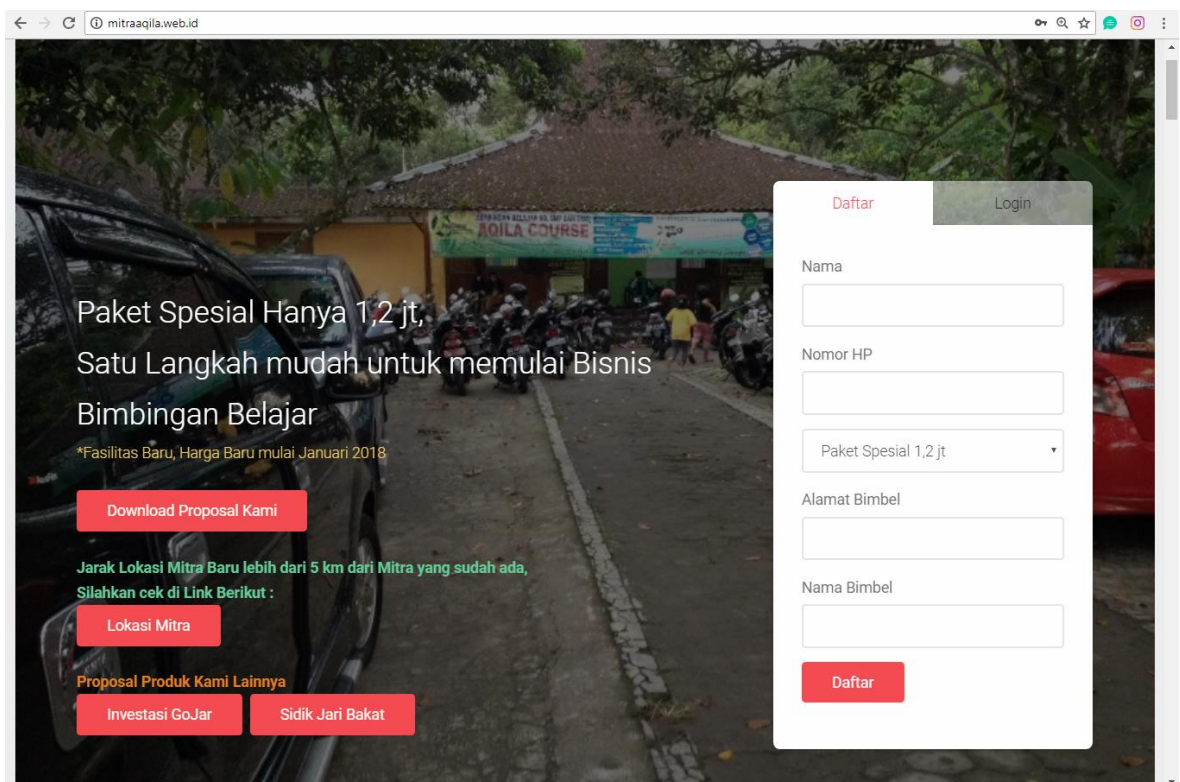 mitraaqila.web.id
AQILA COURSE
Paket Spesial Hanya 1,2 jt,
Satu Langkah mudah untuk memulai Bisnis
Bimbingan Belajar
*Fasilitas Baru, Harga Baru mulai Januari 2018
Download Proposal Kami
Jarak Lokasi Mitra Baru lebih dari 5 km dari Mitra yang sudah ada,
Silahkan cek di Link Berikut :
Lokasi Mitra
Proposal Produk Kami Lainnya
Investasi GoJar
Sidik Jari Bakat
Daftar
Login
Nama
Nomor HP
Paket Spesial 1,2 jt
Alamat Bimbel
Nama Bimbel
Daftar